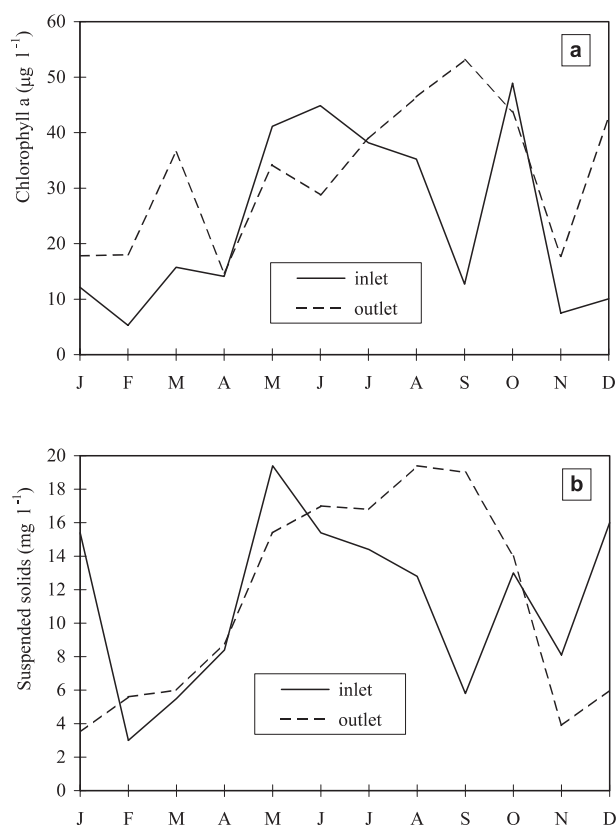 a
Chlorophyll a (µg l⁻¹)
60
50
40
30
20
10
0
inlet
outlet
J F M A M J J A S O N D
b
Suspended solids (mg l⁻¹)
20
18
16
14
12
10
8
6
4
2
0
inlet
outlet
J F M A M J J A S O N D